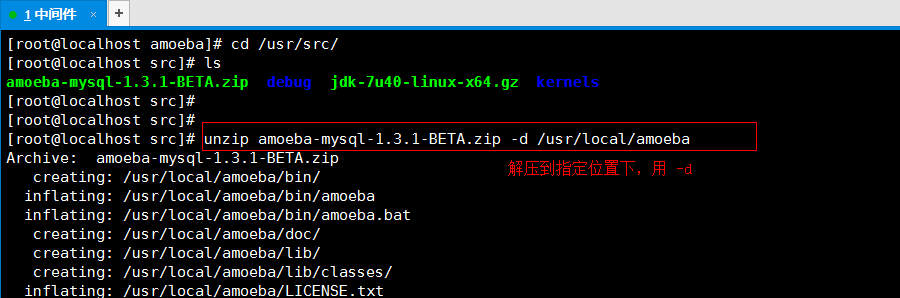 1 中间件 × +
[root@localhost amoeba]# cd /usr/src/
[root@localhost src]# ls
amoeba-mysql-1.3.1-BETA.zip  debug  jdk-7u40-linux-x64.gz  kernels
[root@localhost src]#
[root@localhost src]#
[root@localhost src]# unzip amoeba-mysql-1.3.1-BETA.zip -d /usr/local/amoeba
Archive:  amoeba-mysql-1.3.1-BETA.zip
解压到指定位置下，用 -d
   creating: /usr/local/amoeba/bin/
  inflating: /usr/local/amoeba/bin/amoeba
  inflating: /usr/local/amoeba/bin/amoeba.bat
   creating: /usr/local/amoeba/doc/
   creating: /usr/local/amoeba/lib/
   creating: /usr/local/amoeba/lib/classes/
  inflating: /usr/local/amoeba/LICENSE.txt